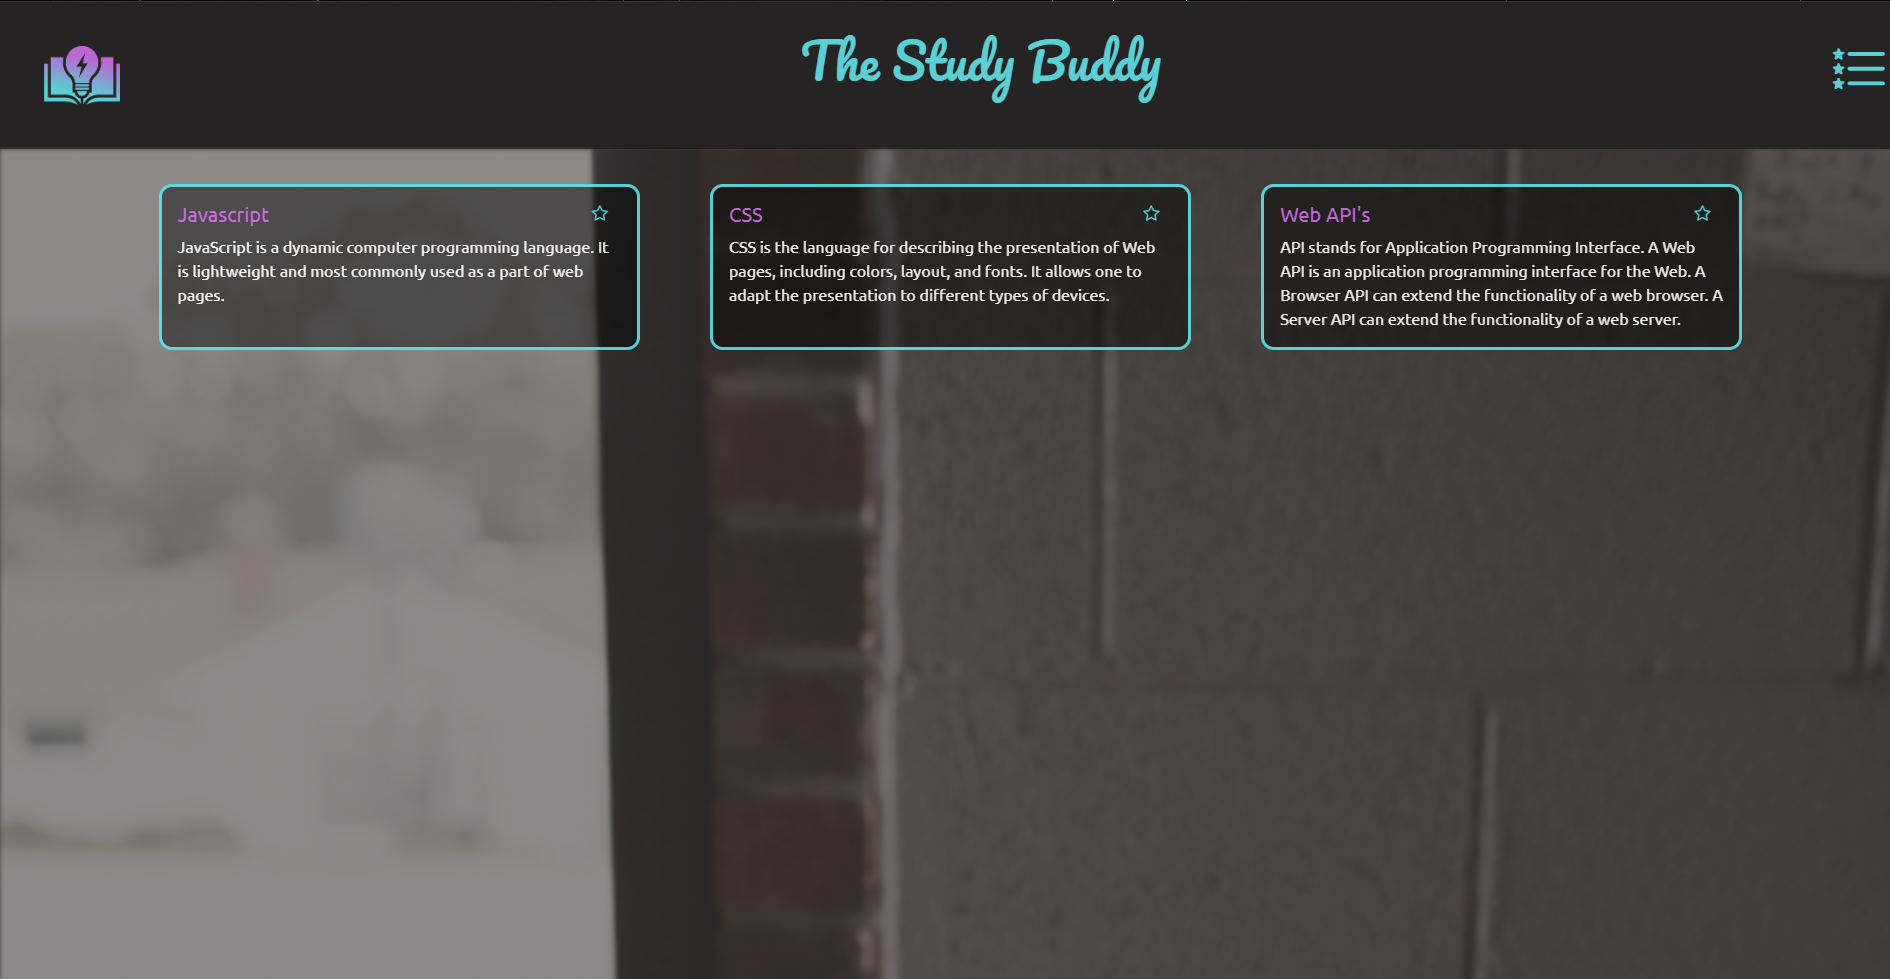 The Study Buddy
Javascript
JavaScript is a dynamic computer programming language. It
is lightweight and most commonly used as a part of web
pages.
CSS
CSS is the language for describing the presentation of Web
pages, including colors, layout, and fonts. It allows one to
adapt the presentation to different types of devices.
Web API's
API stands for Application Programming Interface. A Web
API is an application programming interface for the Web. A
Browser API can extend the functionality of a web browser. A
Server API can extend the functionality of a web server.